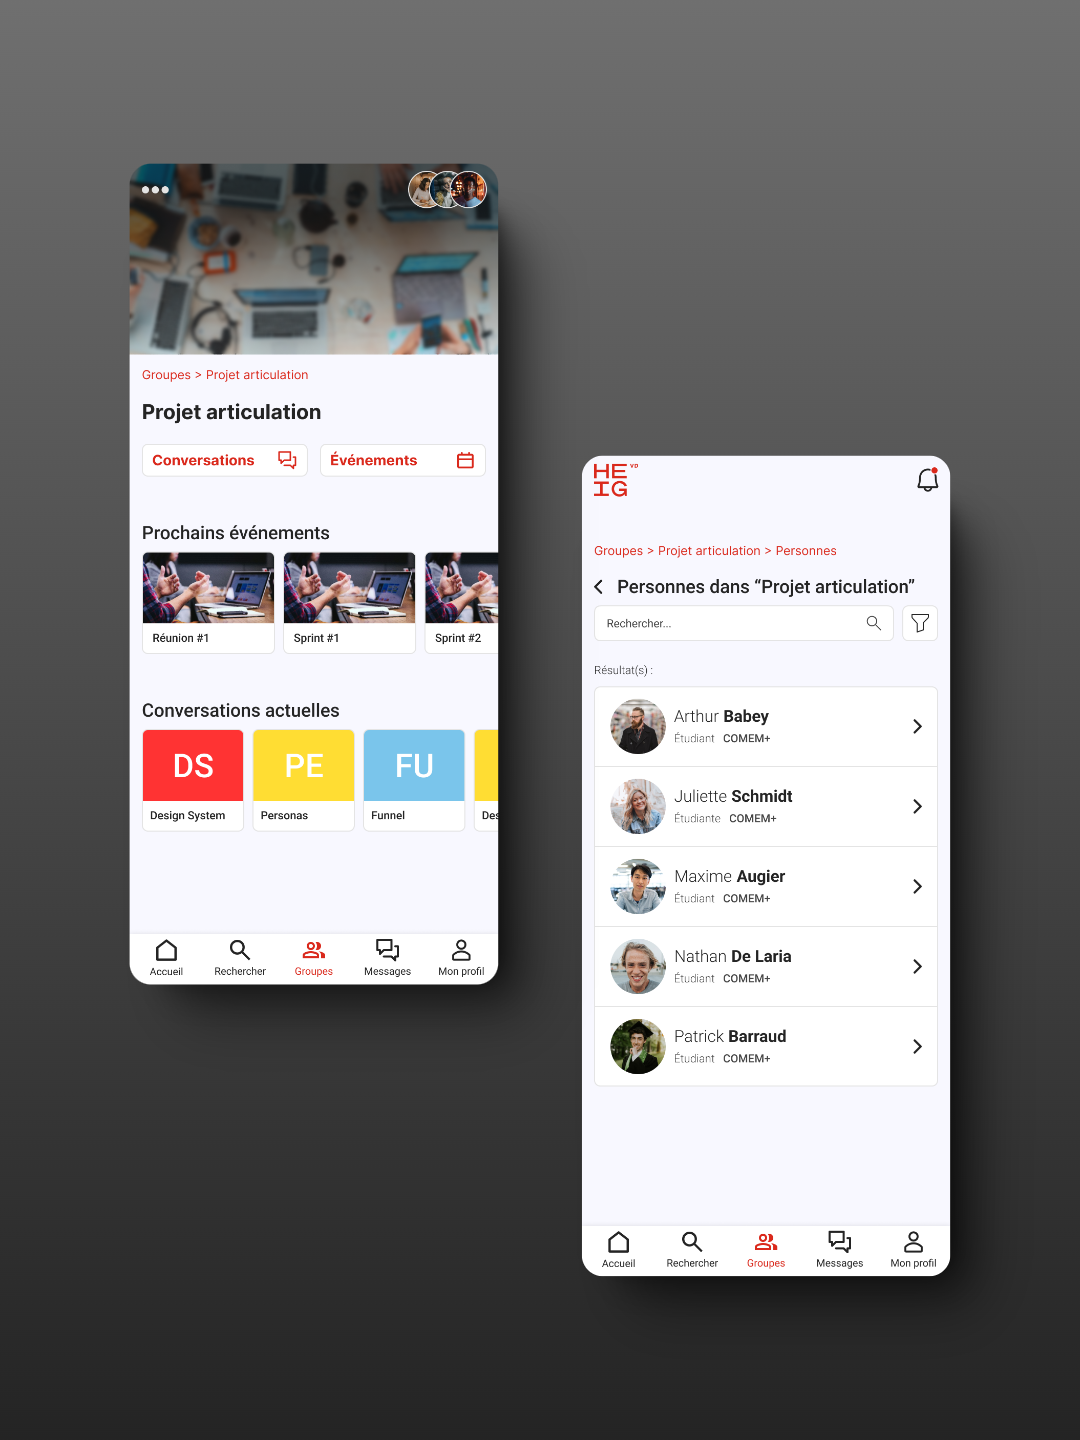 Groupes > Projet articulation
Projet articulation
Conversations
Événements
Prochains événements
Réunion #1
Sprint #1
Sprint #2
Conversations actuelles
DS
PE
FU
Design System
Personas
Funnel
Des
Accueil
Rechercher
Groupes
Messages
Mon profil
HE VD
IG
Groupes > Projet articulation > Personnes
Personnes dans “Projet articulation”
Rechercher...
Résultat(s) :
Arthur Babey
Étudiant COMEM+
Juliette Schmidt
Étudiante COMEM+
Maxime Augier
Étudiant COMEM+
Nathan De Laria
Étudiant COMEM+
Patrick Barraud
Étudiant COMEM+
Accueil
Rechercher
Groupes
Messages
Mon profil